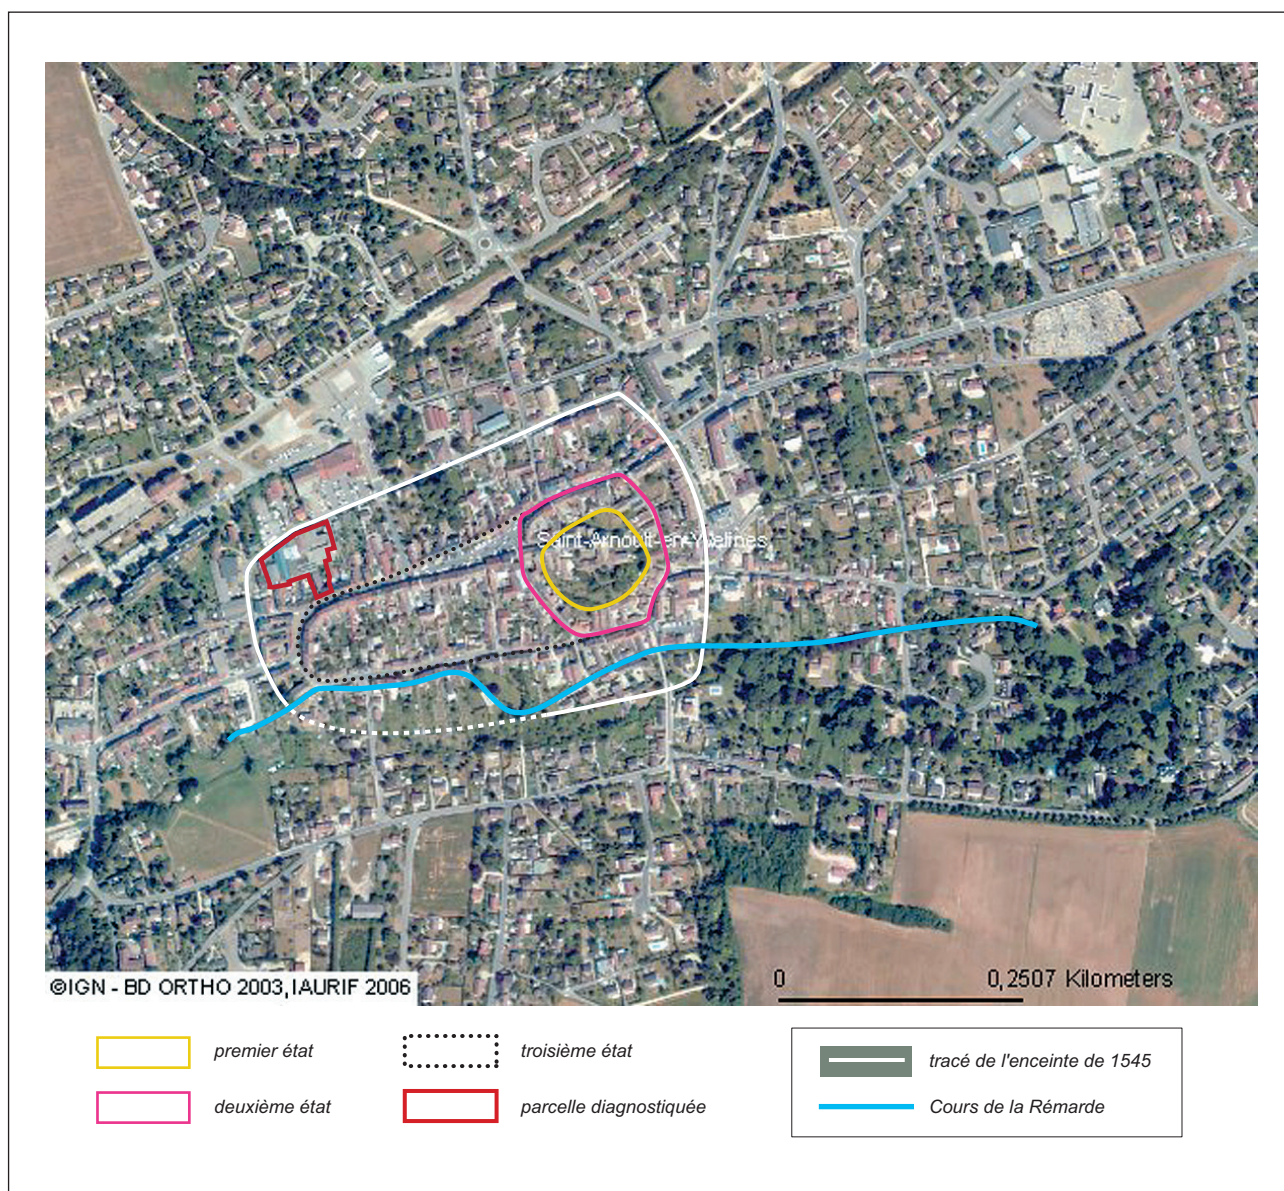 Saint-Arnoult-en-Yvelines
©IGN - BD ORTHO 2003, IAURIF 2006
0 0,2507 Kilometers
premier état
troisième état
deuxième état
parcelle diagnostiquée
tracé de l'enceinte de 1545
Cours de la Rémarde